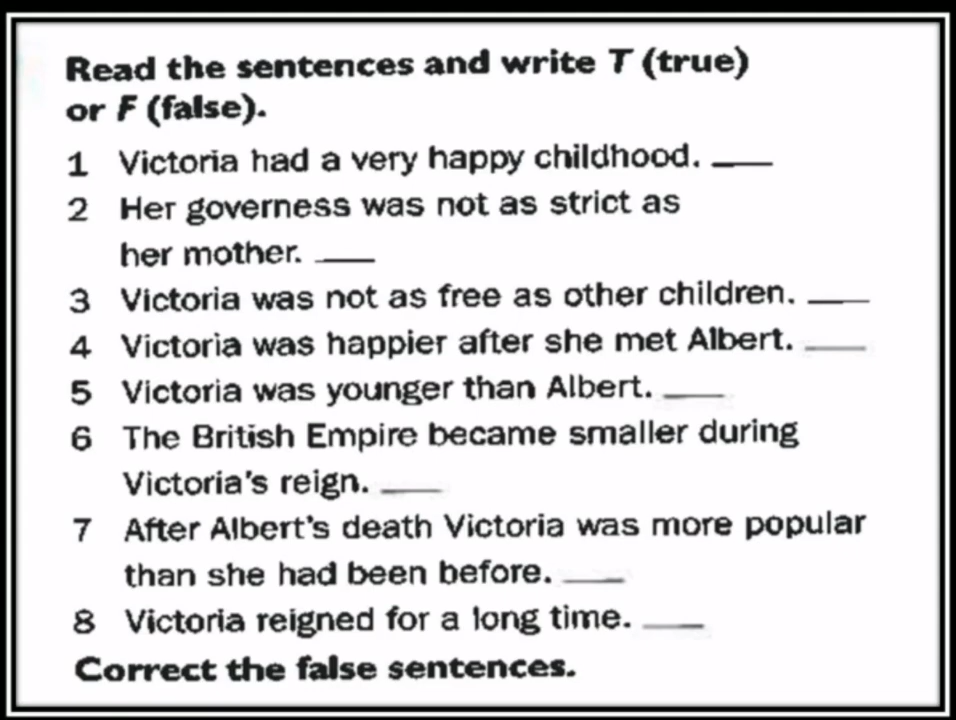 Read the sentences and write T (true)
or F (false).
1 Victoria had a very happy childhood. ___
2 Her governess was not as strict as
her mother. ___
3 Victoria was not as free as other children. ___
4 Victoria was happier after she met Albert. ___
5 Victoria was younger than Albert. ___
6 The British Empire became smaller during
Victoria's reign. ___
7 After Albert's death Victoria was more popular
than she had been before. ___
8 Victoria reigned for a long time. ___
Correct the false sentences.